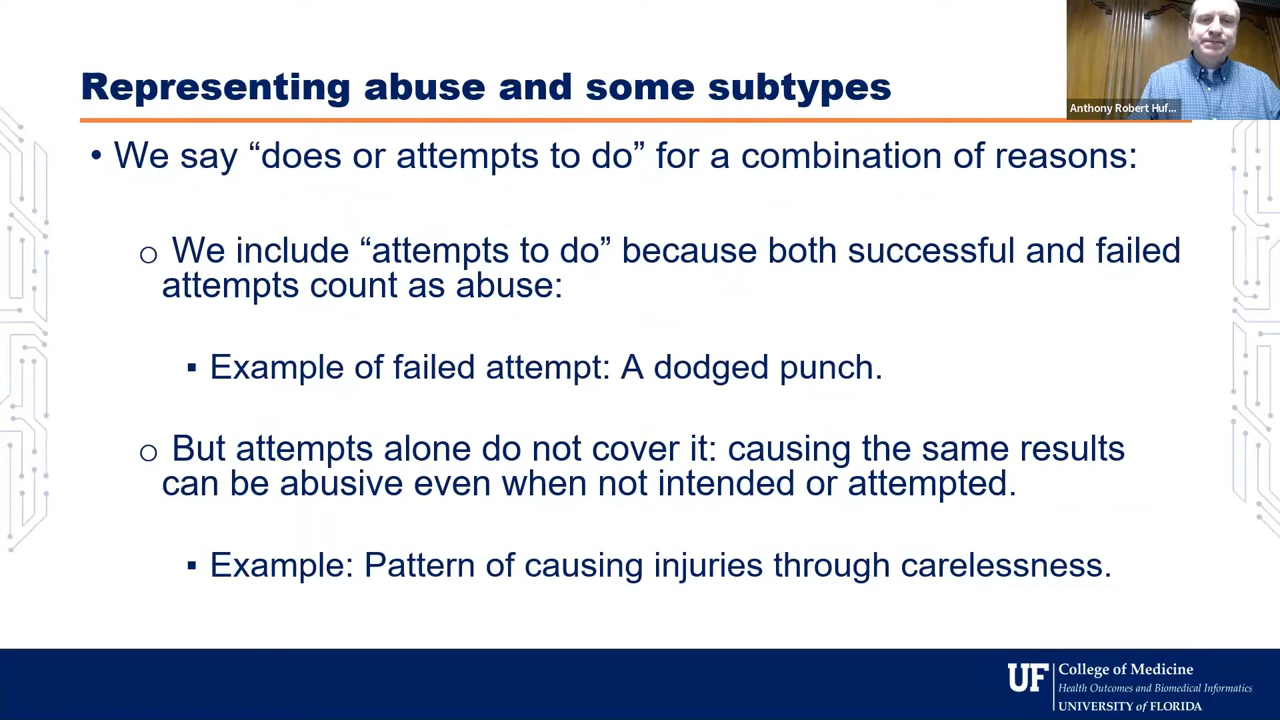 Representing abuse and some subtypes
Anthony Robert Huf...
• We say “does or attempts to do” for a combination of reasons:
o We include “attempts to do” because both successful and failed
attempts count as abuse:
▪ Example of failed attempt: A dodged punch.
o But attempts alone do not cover it: causing the same results
can be abusive even when not intended or attempted.
▪ Example: Pattern of causing injuries through carelessness.
UF
College of Medicine
Health Outcomes and Biomedical Informatics
UNIVERSITY of FLORIDA